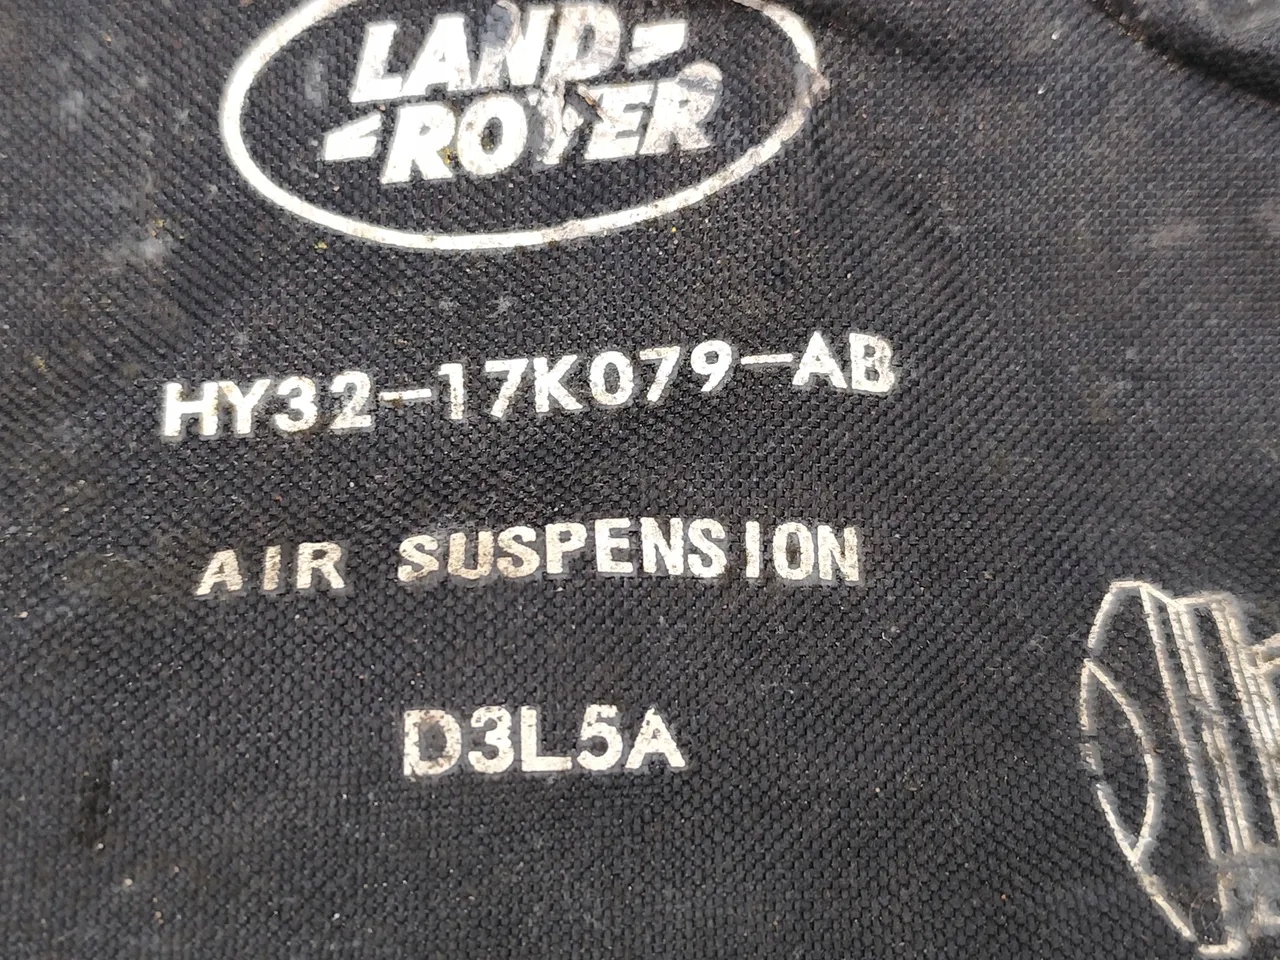 LAND
ROVER
HY32-17K079-AB
AIR SUSPENSION
D3L5A